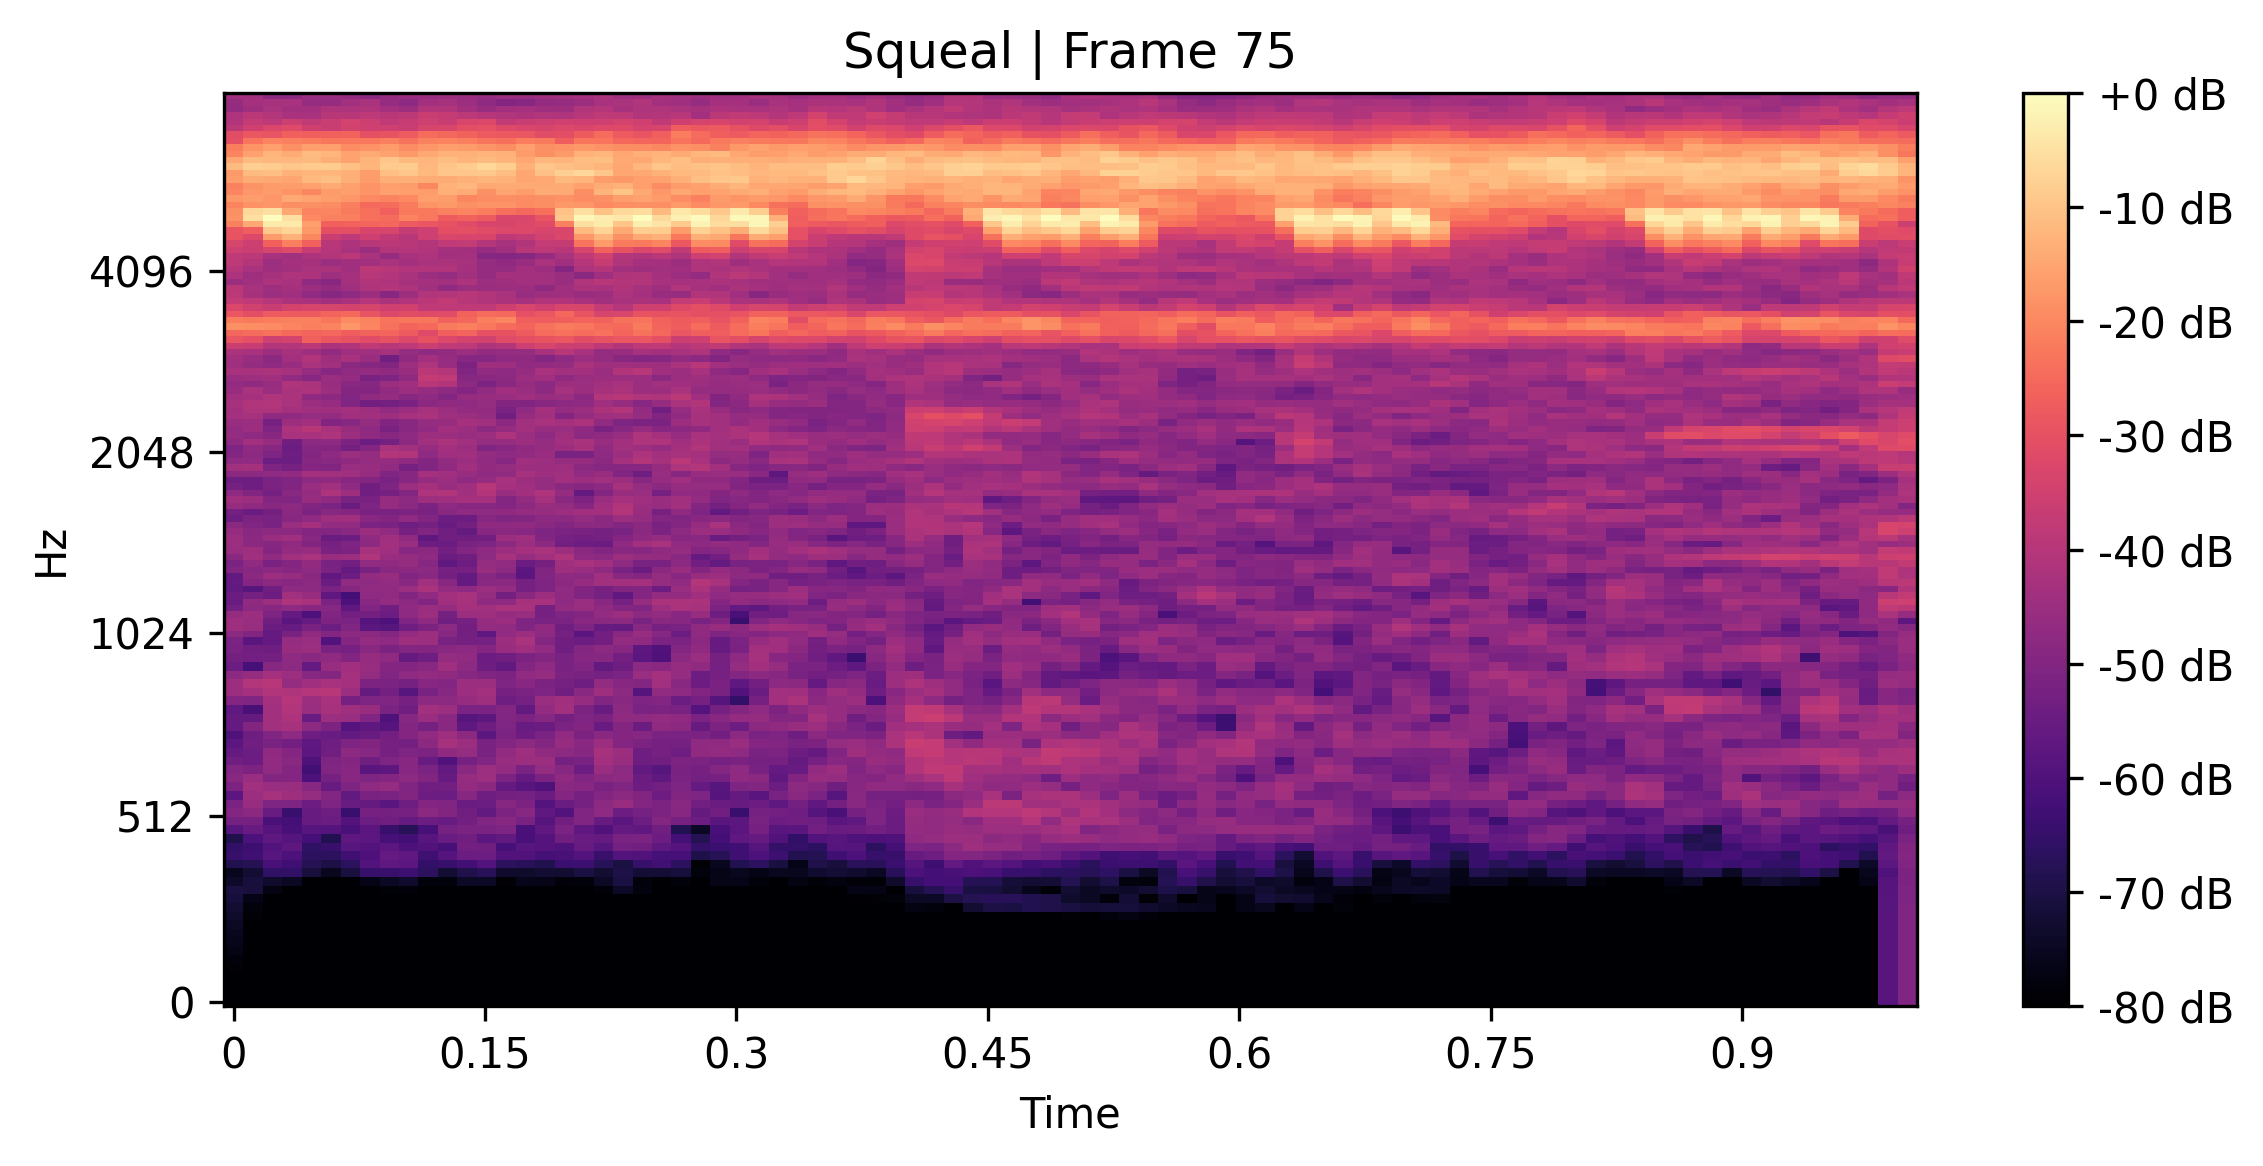 Squeal | Frame 75
Hz
4096
2048
1024
512
0
0 0.15 0.3 0.45 0.6 0.75 0.9
Time
+0 dB
-10 dB
-20 dB
-30 dB
-40 dB
-50 dB
-60 dB
-70 dB
-80 dB